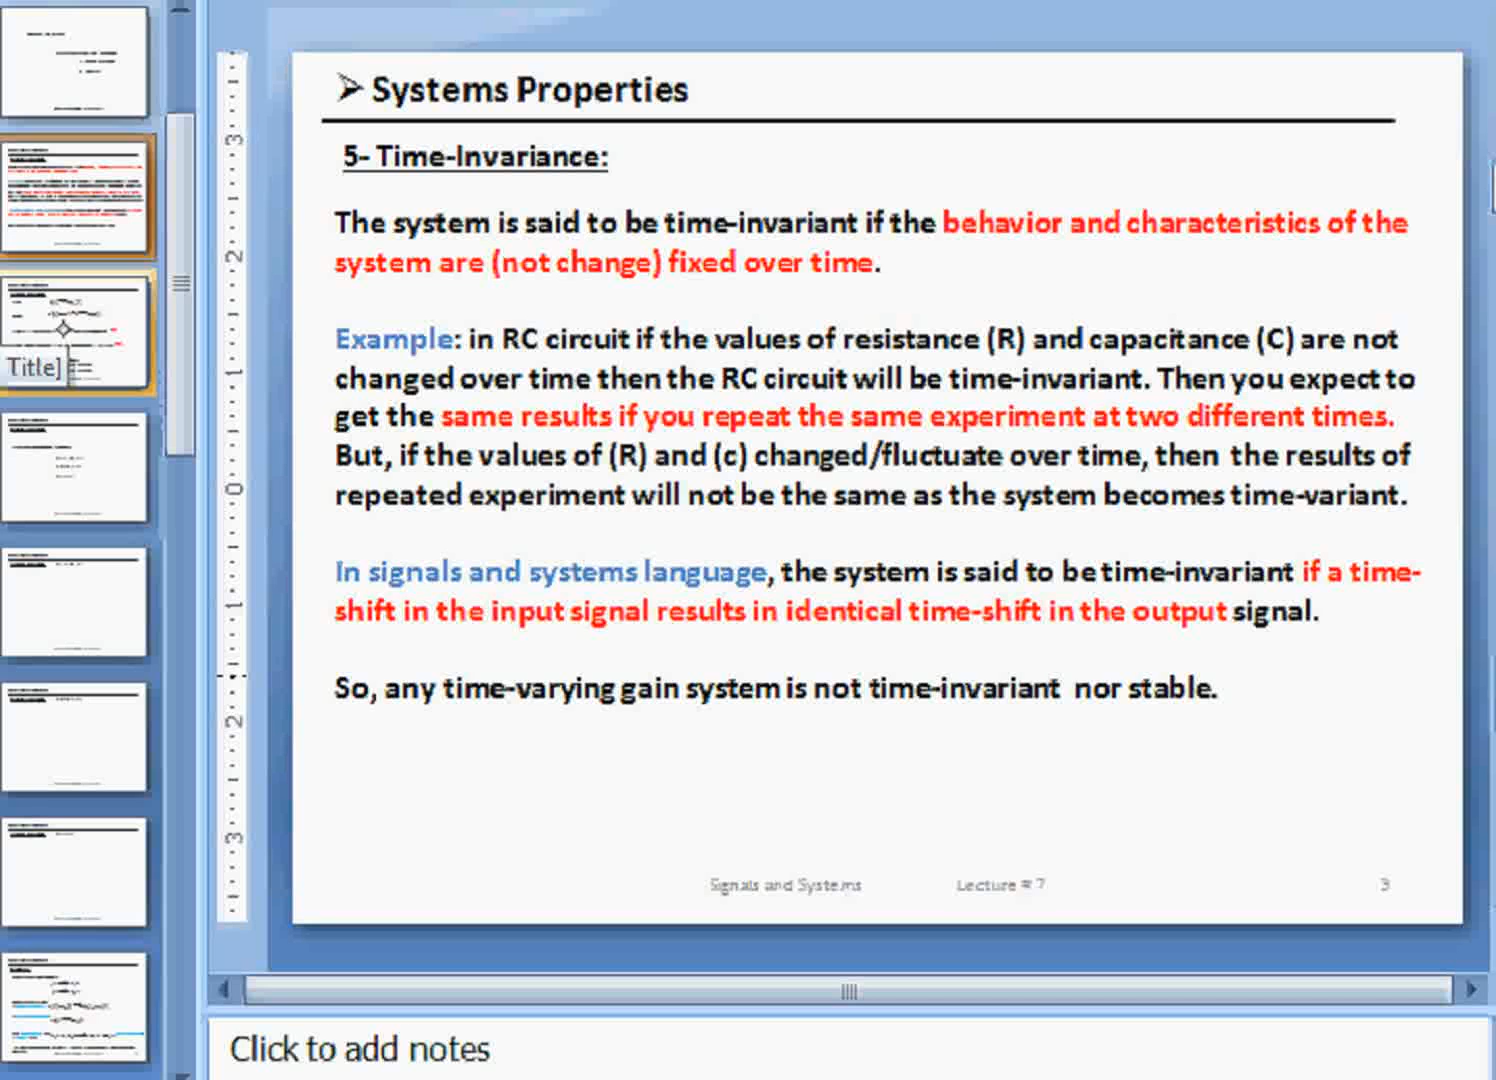 Systems Properties
5- Time-Invariance:
The system is said to be time-invariant if the behavior and characteristics of the
system are (not change) fixed over time.
Example: in RC circuit if the values of resistance (R) and capacitance (C) are not
changed over time then the RC circuit will be time-invariant. Then you expect to
get the same results if you repeat the same experiment at two different times.
But, if the values of (R) and (c) changed/fluctuate over time, then the results of
repeated experiment will not be the same as the system becomes time-variant.
In signals and systems language, the system is said to be time-invariant if a time-
shift in the input signal results in identical time-shift in the output signal.
So, any time-varying gain system is not time-invariant nor stable.
Signals and Systems Lecture # 7 3
Title]
3
2
1
0
1
2
3
Click to add notes